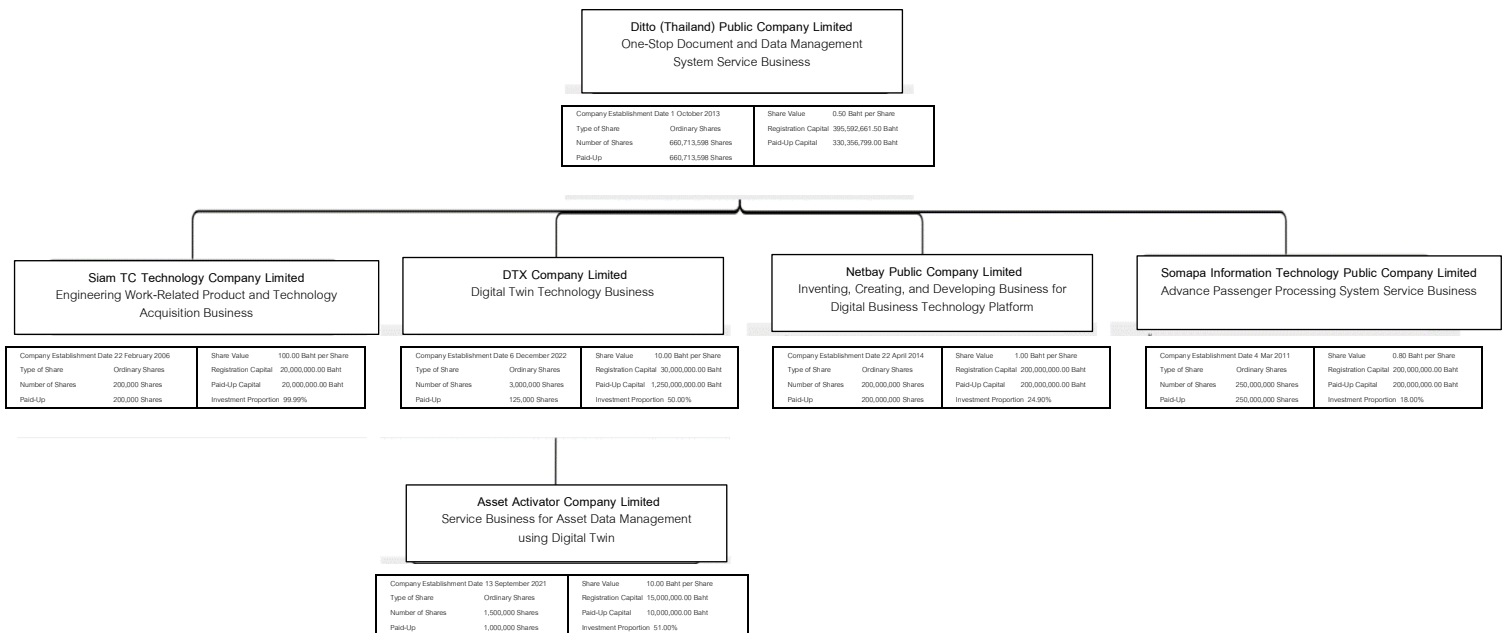 Ditto (Thailand) Public Company Limited
One-Stop Document and Data Management
System Service Business
Company Establishment Date 1 October 2013
Type of Share Ordinary Shares
Number of Shares 660,713,598 Shares
Paid-Up 660,713,598 Shares
Share Value 0.50 Baht per Share
Registration Capital 395,592,661.50 Baht
Paid-Up Capital 330,356,799.00 Baht
Siam TC Technology Company Limited
Engineering Work-Related Product and Technology
Acquisition Business
Company Establishment Date 22 February 2006
Type of Share Ordinary Shares
Number of Shares 200,000 Shares
Paid-Up 200,000 Shares
Share Value 100.00 Baht per Share
Registration Capital 20,000,000.00 Baht
Paid-Up Capital 20,000,000.00 Baht
Investment Proportion 99.99%
DTX Company Limited
Digital Twin Technology Business
Company Establishment Date 6 December 2022
Type of Share Ordinary Shares
Number of Shares 3,000,000 Shares
Paid-Up 125,000 Shares
Share Value 10.00 Baht per Share
Registration Capital 30,000,000.00 Baht
Paid-Up Capital 1,250,000,000.00 Baht
Investment Proportion 50.00%
Netbay Public Company Limited
Inventing, Creating, and Developing Business for
Digital Business Technology Platform
Company Establishment Date 22 April 2014
Type of Share Ordinary Shares
Number of Shares 200,000,000 Shares
Paid-Up 200,000,000 Shares
Share Value 1.00 Baht per Share
Registration Capital 200,000,000.00 Baht
Paid-Up Capital 200,000,000.00 Baht
Investment Proportion 24.90%
Somapa Information Technology Public Company Limited
Advance Passenger Processing System Service Business
Company Establishment Date 4 Mar 2011
Type of Share Ordinary Shares
Number of Shares 250,000,000 Shares
Paid-Up 250,000,000 Shares
Share Value 0.80 Baht per Share
Registration Capital 200,000,000.00 Baht
Paid-Up Capital 200,000,000.00 Baht
Investment Proportion 18.00%
Asset Activator Company Limited
Service Business for Asset Data Management
using Digital Twin
Company Establishment Date 13 September 2021
Type of Share Ordinary Shares
Number of Shares 1,500,000 Shares
Paid-Up 1,000,000 Shares
Share Value 10.00 Baht per Share
Registration Capital 15,000,000.00 Baht
Paid-Up Capital 10,000,000.00 Baht
Investment Proportion 51.00%